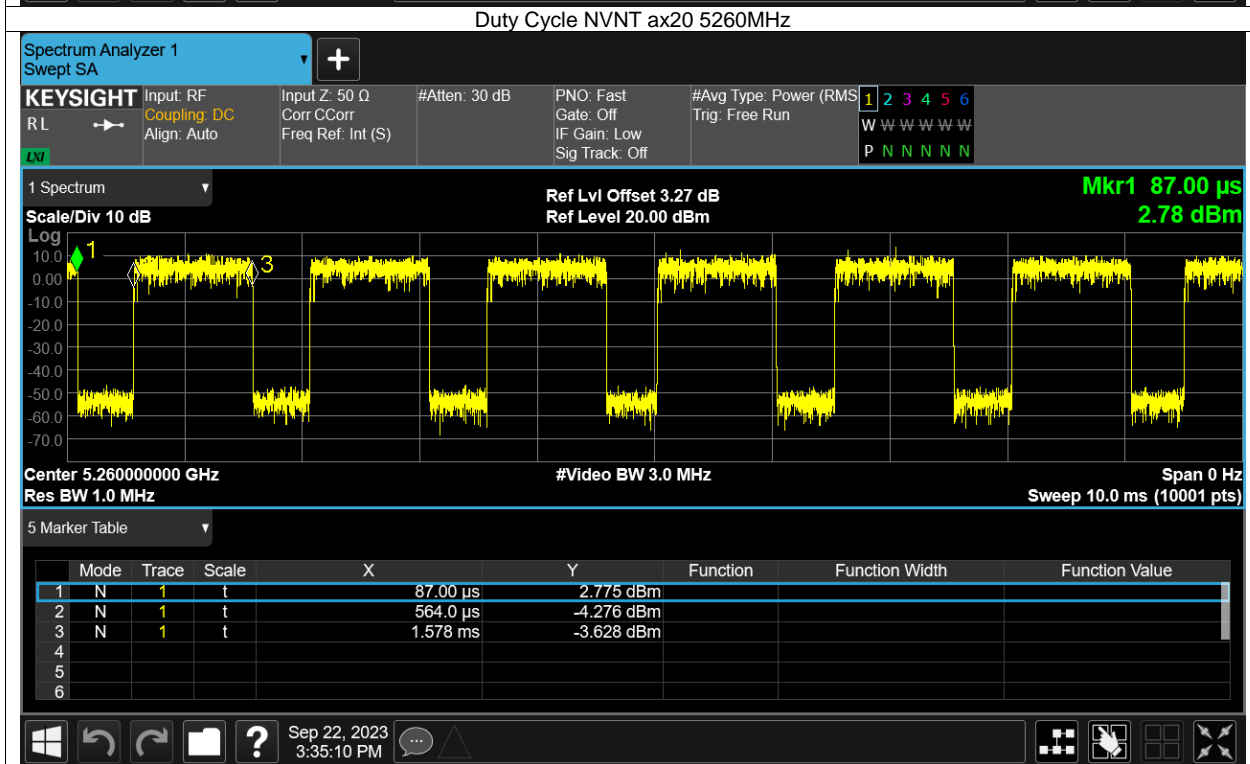 Duty Cycle NVNT ax20 5260MHz
Spectrum Analyzer 1
Swept SA
KEYSIGHT Input: RF Input Z: 50 Ω #Atten: 30 dB PNO: Fast #Avg Type: Power (RMS 1 2 3 4 5 6
RL Coupling: DC Corr CCorr Gate: Off Trig: Free Run W W W W W W
Align: Auto Freq Ref: Int (S) IF Gain: Low
LXI Sig Track: Off P N N N N N
1 Spectrum Ref Lvl Offset 3.27 dB Mkr1 87.00 µs
Scale/Div 10 dB Ref Level 20.00 dBm 2.78 dBm
Log
1
10.0
3
0.00
-10.0
-20.0
-30.0
-40.0
-50.0
-60.0
-70.0
Center 5.260000000 GHz #Video BW 3.0 MHz Span 0 Hz
Res BW 1.0 MHz Sweep 10.0 ms (10001 pts)
5 Marker Table
Mode Trace Scale X Y Function Function Width Function Value
1 N 1 t 87.00 µs 2.775 dBm
2 N 1 t 564.0 µs -4.276 dBm
3 N 1 t 1.578 ms -3.628 dBm
4
5
6
? Sep 22, 2023
3:35:10 PM